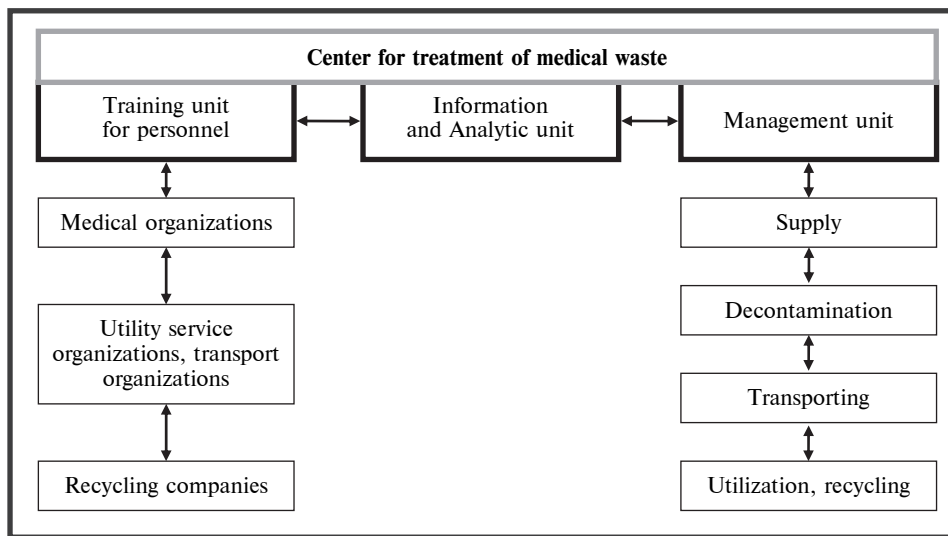 Center for treatment of medical waste
Training unit
for personnel
Information
and Analytic unit
Management unit
Medical organizations
Supply
Utility service
organizations, transport
organizations
Decontamination
Transporting
Recycling companies
Utilization, recycling